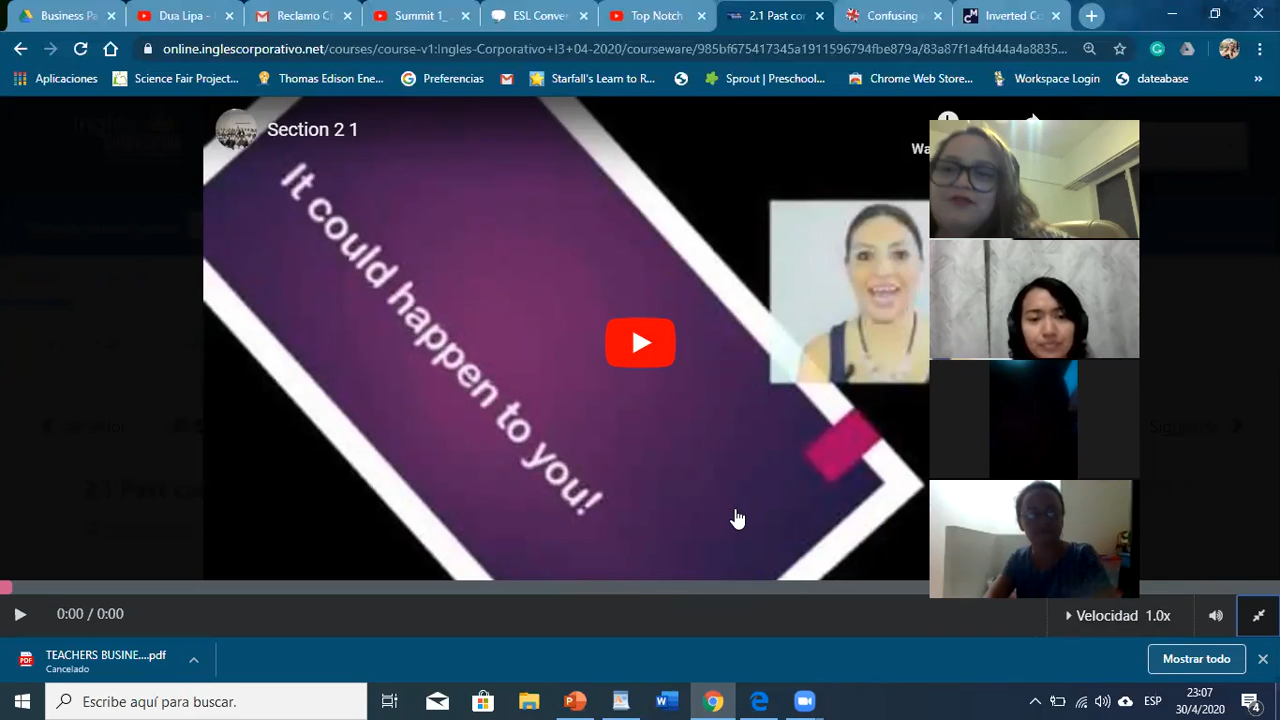 Business Pa
Dua Lipa -
Reclamo C
Summit 1_
ESL Conver
Top Notch
2.1 Past co
Confusing
Inverted Co
online.inglescorporativo.net/courses/course-v1:Ingles-Corporativo+I3+04-2020/courseware/985bf675417345a1911596794fbe879a/83a87f1a4fd44a4a8835...
Aplicaciones
Science Fair Project...
Thomas Edison Ene...
Preferencias
Starfall's Learn to R...
Sprout | Preschool...
Chrome Web Store...
Workspace Login
dateabase
»
Section 2 1
Wa
It could happen to you!
0:00 / 0:00
Velocidad 1.0x
TEACHERS BUSINE....pdf
Cancelado
Mostrar todo
Escribe aquí para buscar.
ESP
23:07
30/4/2020
4